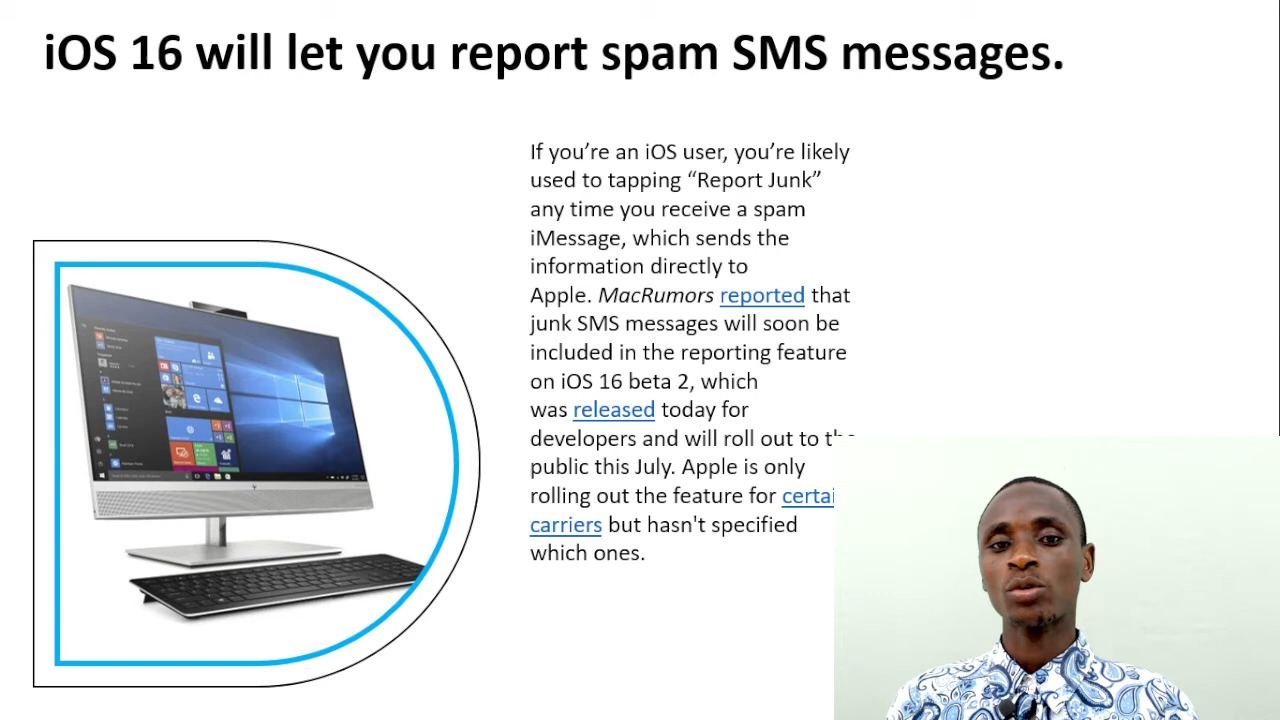 iOS 16 will let you report spam SMS messages.
If you’re an iOS user, you’re likely
used to tapping “Report Junk”
any time you receive a spam
iMessage, which sends the
information directly to
Apple. MacRumors reported that
junk SMS messages will soon be
included in the reporting feature
on iOS 16 beta 2, which
was released today for
developers and will roll out to the
public this July. Apple is only
rolling out the feature for certai
carriers but hasn't specified
which ones.